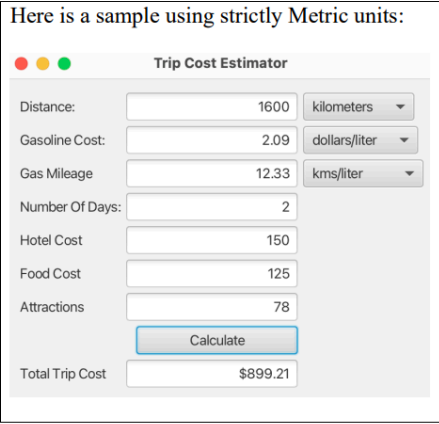 Here is a sample using strictly Metric units:
Trip Cost Estimator
Distance: 1600 kilometers
Gasoline Cost: 2.09 dollars/liter
Gas Mileage 12.33 kms/liter
Number Of Days: 2
Hotel Cost 150
Food Cost 125
Attractions 78
Calculate
Total Trip Cost $899.21